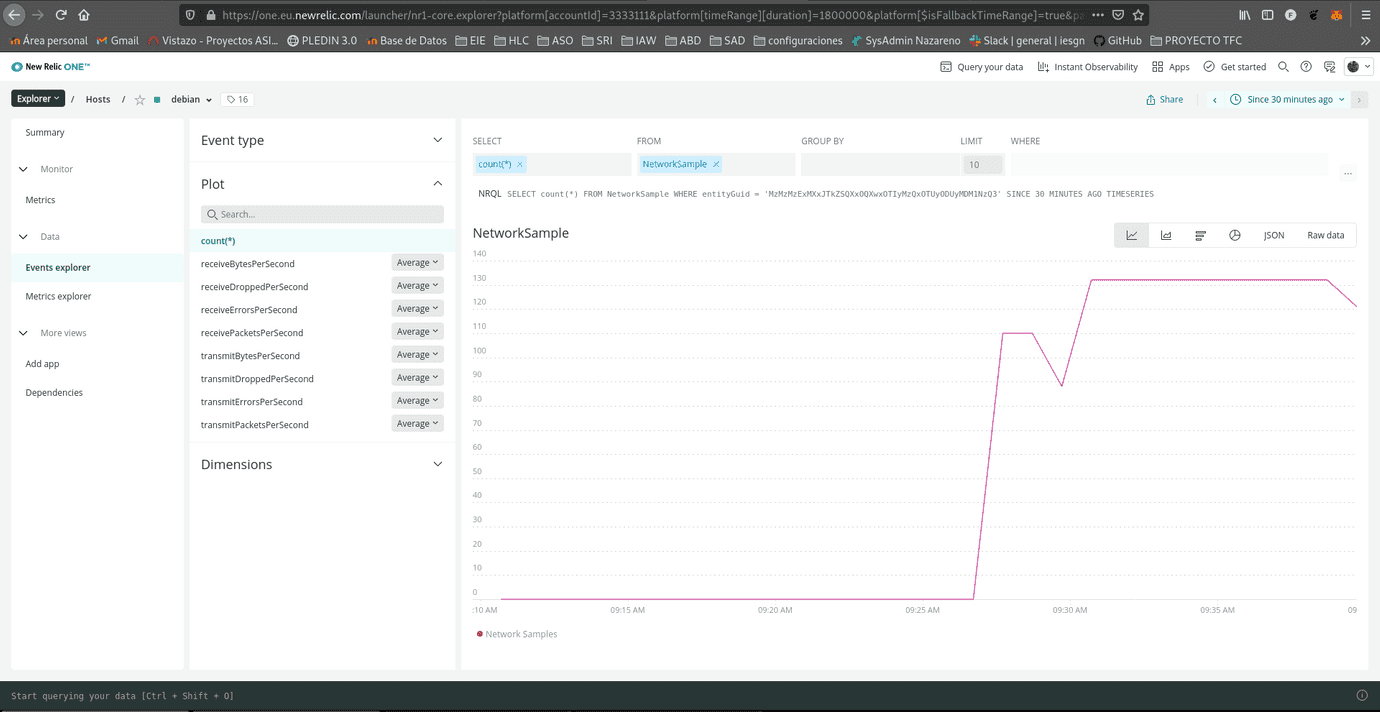 https://one.eu.newrelic.com/launcher/nr1-core.explorer?platform[accountId]=3333111&platform[timeRange][duration]=1800000&platform[$isFallbackTimeRange]=true&p
Área personal Gmail Vistazo - Proyectos ASI... PLEDIN 3.0 Base de Datos EIE HLC ASO SRI IAW ABD SAD configuraciones SysAdmin Nazareno Slack | general | iesgn GitHub PROYECTO TFC
New Relic ONE™ Query your data Instant Observability Apps Get started
Explorer / Hosts / debian 16 Share Since 30 minutes ago
Summary
Monitor
Metrics
Data
Events explorer
Metrics explorer
More views
Add app
Dependencies
Event type
Plot
Search...
count(*)
receiveBytesPerSecond Average
receiveDroppedPerSecond Average
receiveErrorsPerSecond Average
receivePacketsPerSecond Average
transmitBytesPerSecond Average
transmitDroppedPerSecond Average
transmitErrorsPerSecond Average
transmitPacketsPerSecond Average
Dimensions
SELECT FROM GROUP BY LIMIT WHERE
count(*) × NetworkSample × 10
...
NRQL SELECT count(*) FROM NetworkSample WHERE entityGuid = 'MzMzMzExMXxJTkZSQXxOQXwxOTIyMzQxOTUyODUyMDM1NzQ3' SINCE 30 MINUTES AGO TIMESERIES
NetworkSample JSON Raw data
140
130
120
110
100
90
80
70
60
50
40
30
20
10
0
:10 AM 09:15 AM 09:20 AM 09:25 AM 09:30 AM 09:35 AM 09
Network Samples
Start querying your data [Ctrl + Shift + O]